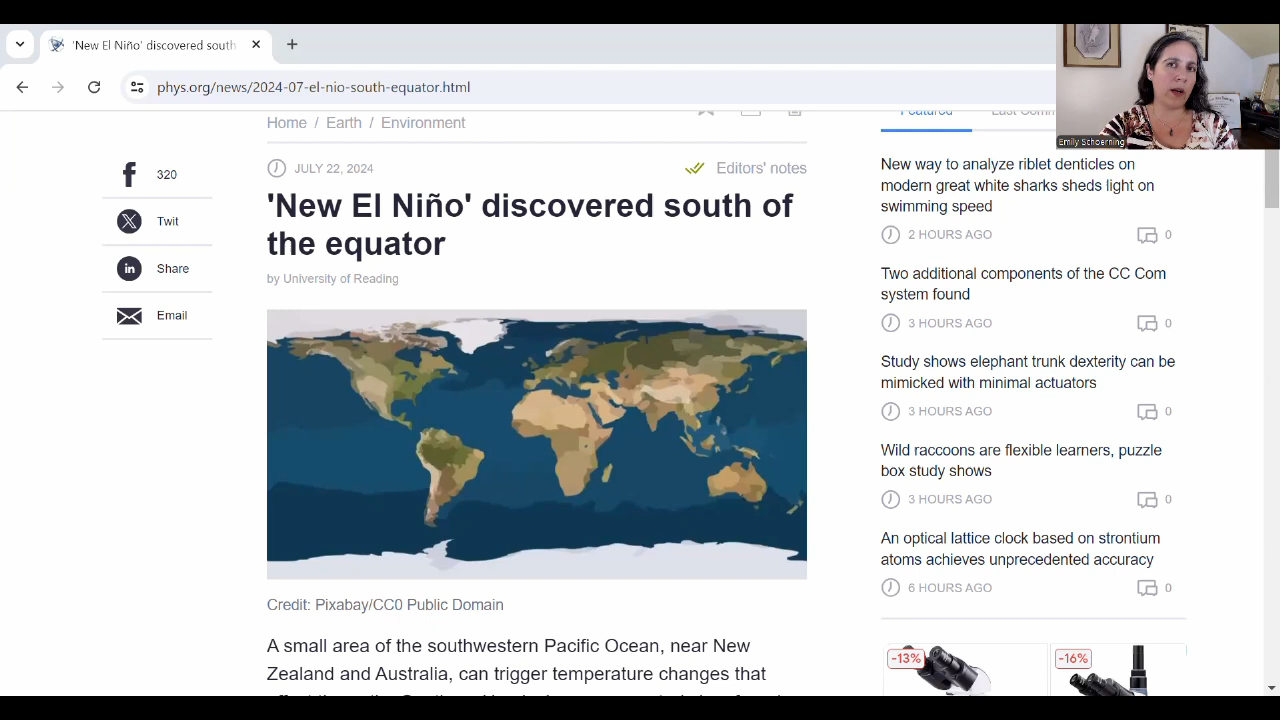 'New El Niño' discovered south
phys.org/news/2024-07-el-nio-south-equator.html
Emily Schoerning
Home / Earth / Environment
320
Twit
in Share
Email
JULY 22, 2024
Editors' notes
'New El Niño' discovered south of
the equator
by University of Reading
Credit: Pixabay/CC0 Public Domain
A small area of the southwestern Pacific Ocean, near New
Zealand and Australia, can trigger temperature changes that
Featured
New way to analyze riblet denticles on
modern great white sharks sheds light on
swimming speed
2 HOURS AGO 0
Two additional components of the CC Com
system found
3 HOURS AGO 0
Study shows elephant trunk dexterity can be
mimicked with minimal actuators
3 HOURS AGO 0
Wild raccoons are flexible learners, puzzle
box study shows
3 HOURS AGO 0
An optical lattice clock based on strontium
atoms achieves unprecedented accuracy
6 HOURS AGO 0
-13% -16%